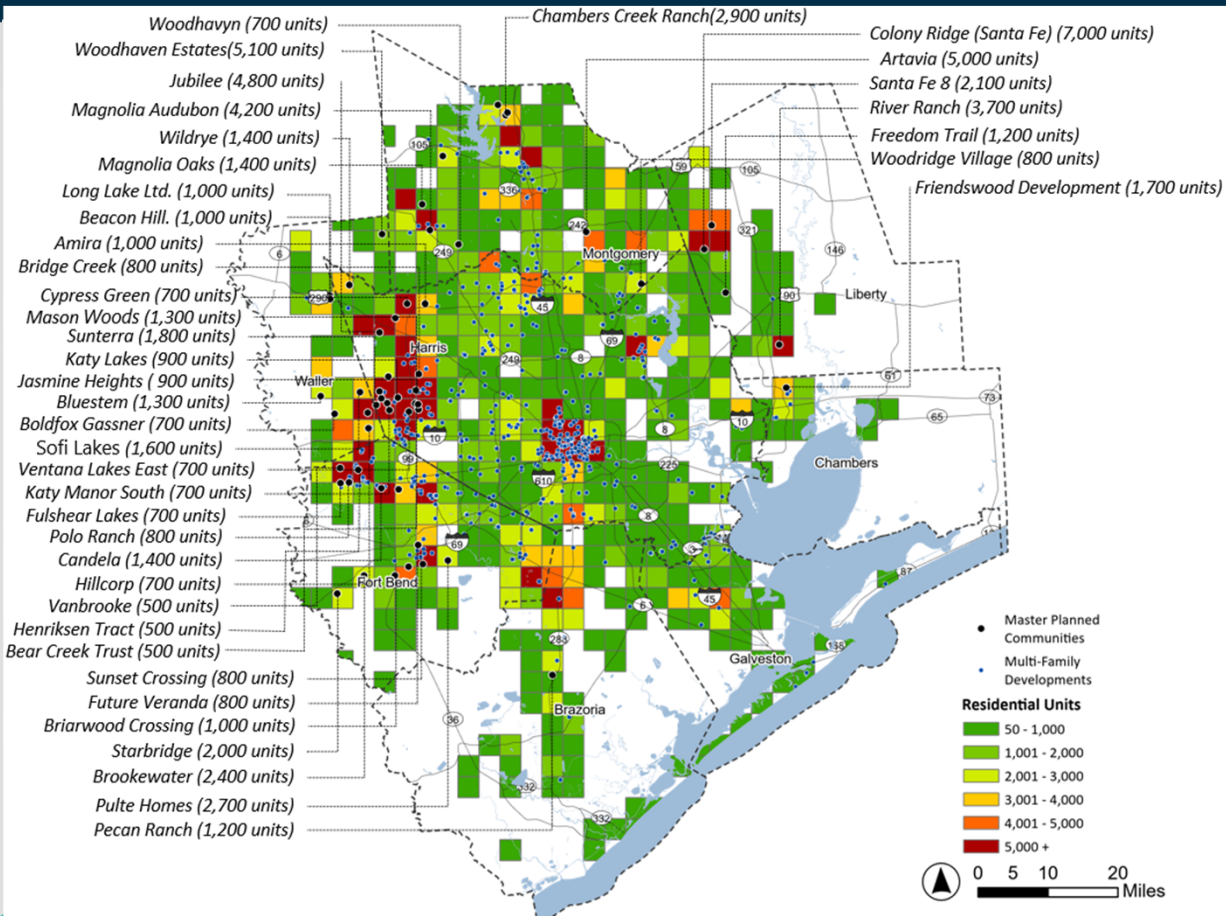 Woodhavyn (700 units)
Woodhaven Estates(5,100 units)
Jubilee (4,800 units)
Magnolia Audubon (4,200 units)
Wildrye (1,400 units)
Magnolia Oaks (1,400 units)
Long Lake Ltd. (1,000 units)
Beacon Hill. (1,000 units)
Amira (1,000 units)
Bridge Creek (800 units)
Cypress Green (700 units)
Mason Woods (1,300 units)
Sunterra (1,800 units)
Katy Lakes (900 units)
Jasmine Heights ( 900 units)
Bluestem (1,300 units)
Boldfox Gassner (700 units)
Sofi Lakes (1,600 units)
Ventana Lakes East (700 units)
Katy Manor South (700 units)
Fulshear Lakes (700 units)
Polo Ranch (800 units)
Candela (1,400 units)
Hillcorp (700 units)
Vanbrooke (500 units)
Henriksen Tract (500 units)
Bear Creek Trust (500 units)
Sunset Crossing (800 units)
Future Veranda (800 units)
Briarwood Crossing (1,000 units)
Starbridge (2,000 units)
Brookewater (2,400 units)
Pulte Homes (2,700 units)
Pecan Ranch (1,200 units)
Chambers Creek Ranch(2,900 units)
Colony Ridge (Santa Fe) (7,000 units)
Artavia (5,000 units)
Santa Fe 8 (2,100 units)
River Ranch (3,700 units)
Freedom Trail (1,200 units)
Woodridge Village (800 units)
Friendswood Development (1,700 units)
105
336
59
105
242
321
146
249
6
Montgomery
290
45
90
Liberty
Harris
69
249
8
61
Waller
73
65
10
8
10
99
225
Chambers
610
8
69
3
87
Fort Bend
6
45
288
Galveston
Brazoria
36
332
332
Master Planned
Communities
Multi-Family
Developments
Residential Units
50 - 1,000
1,001 - 2,000
2,001 - 3,000
3,001 - 4,000
4,001 - 5,000
5,000 +
0 5 10 20
Miles